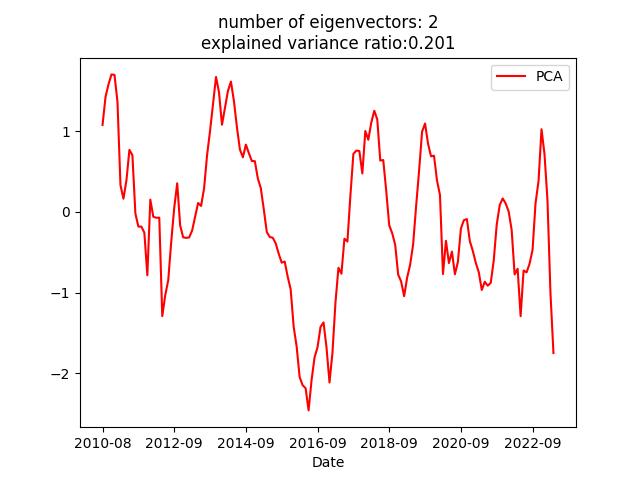 number of eigenvectors: 2
explained variance ratio:0.201
PCA
1
0
−1
−2
2010-08 2012-09 2014-09 2016-09 2018-09 2020-09 2022-09
Date